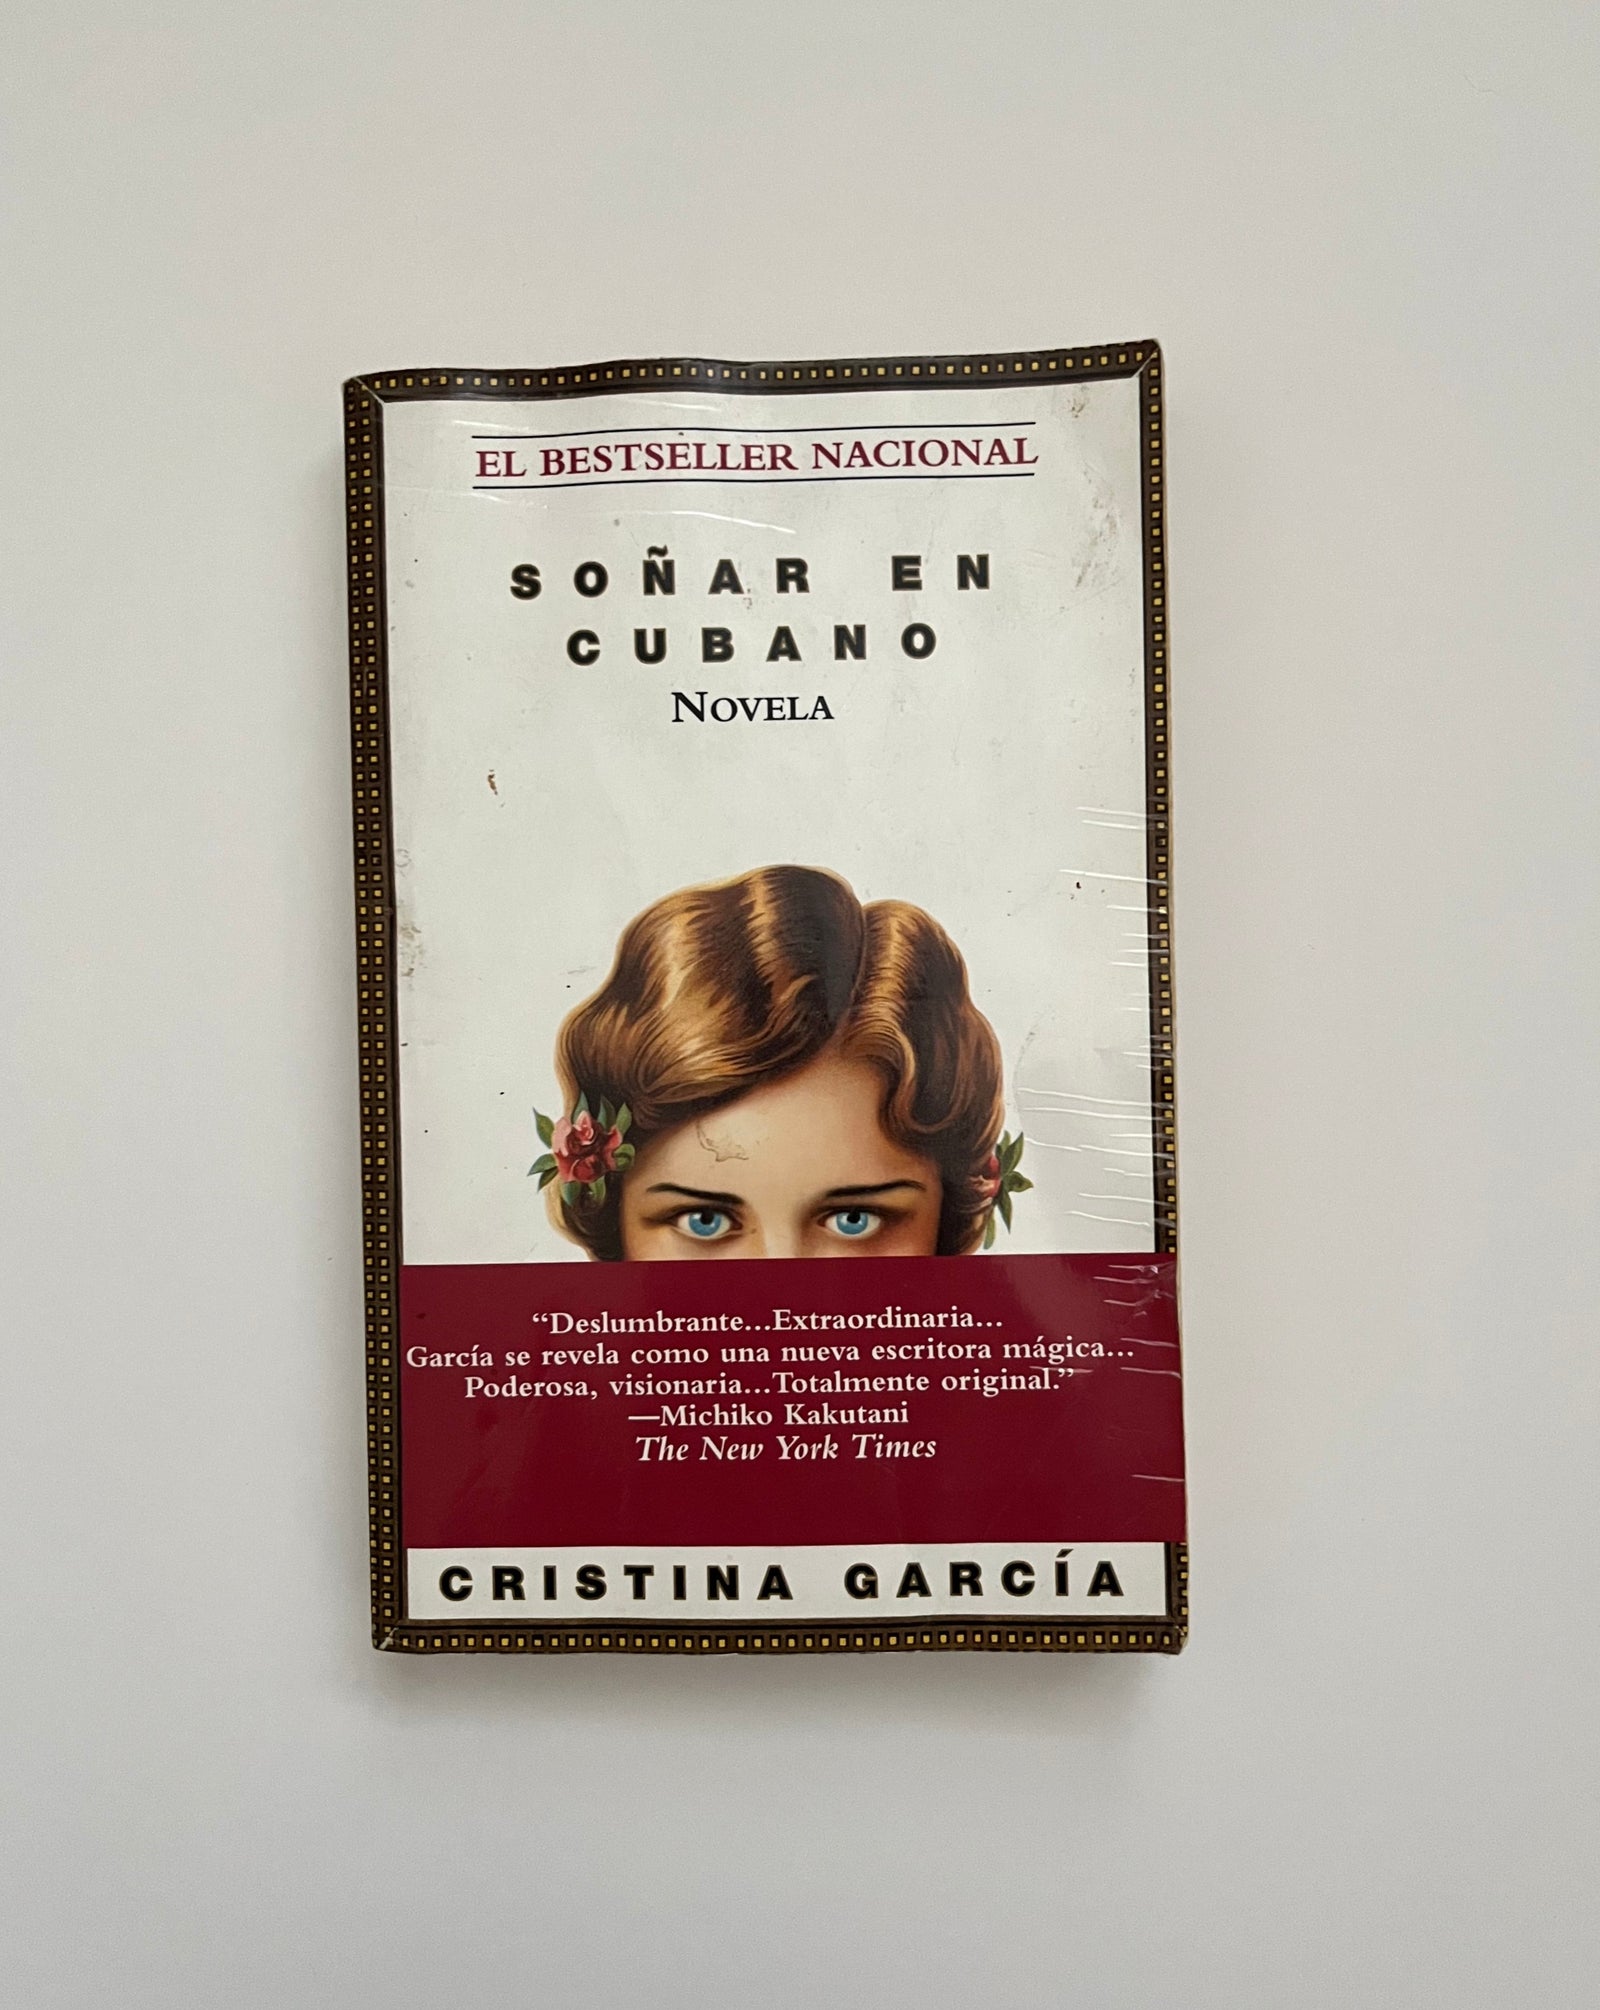 EL BESTSELLER NACIONAL
SOÑAR EN
CUBANO
NOVELA
“Deslumbrante...Extraordinaria...
García se revela como una nueva escritora mágica...
Poderosa, visionaria...Totalmente original.”
—Michiko Kakutani
The New York Times
CRISTINA GARCÍA